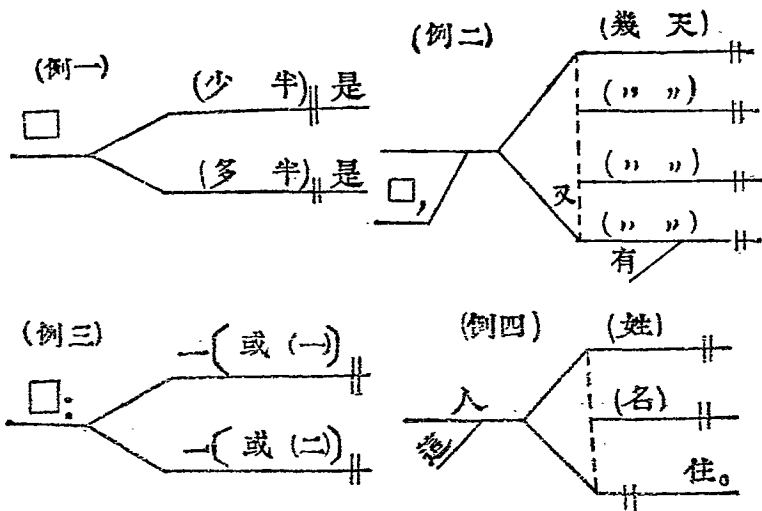 (例一)
□
(少 半) 是
(多 半) 是
(例二)
□,
(幾 天)
(〃 〃)
(〃 〃)
又
(〃 〃)
有
(例三)
□:
一(或 (一))
一(或 (二))
(例四)
人
(姓)
(名)
住。